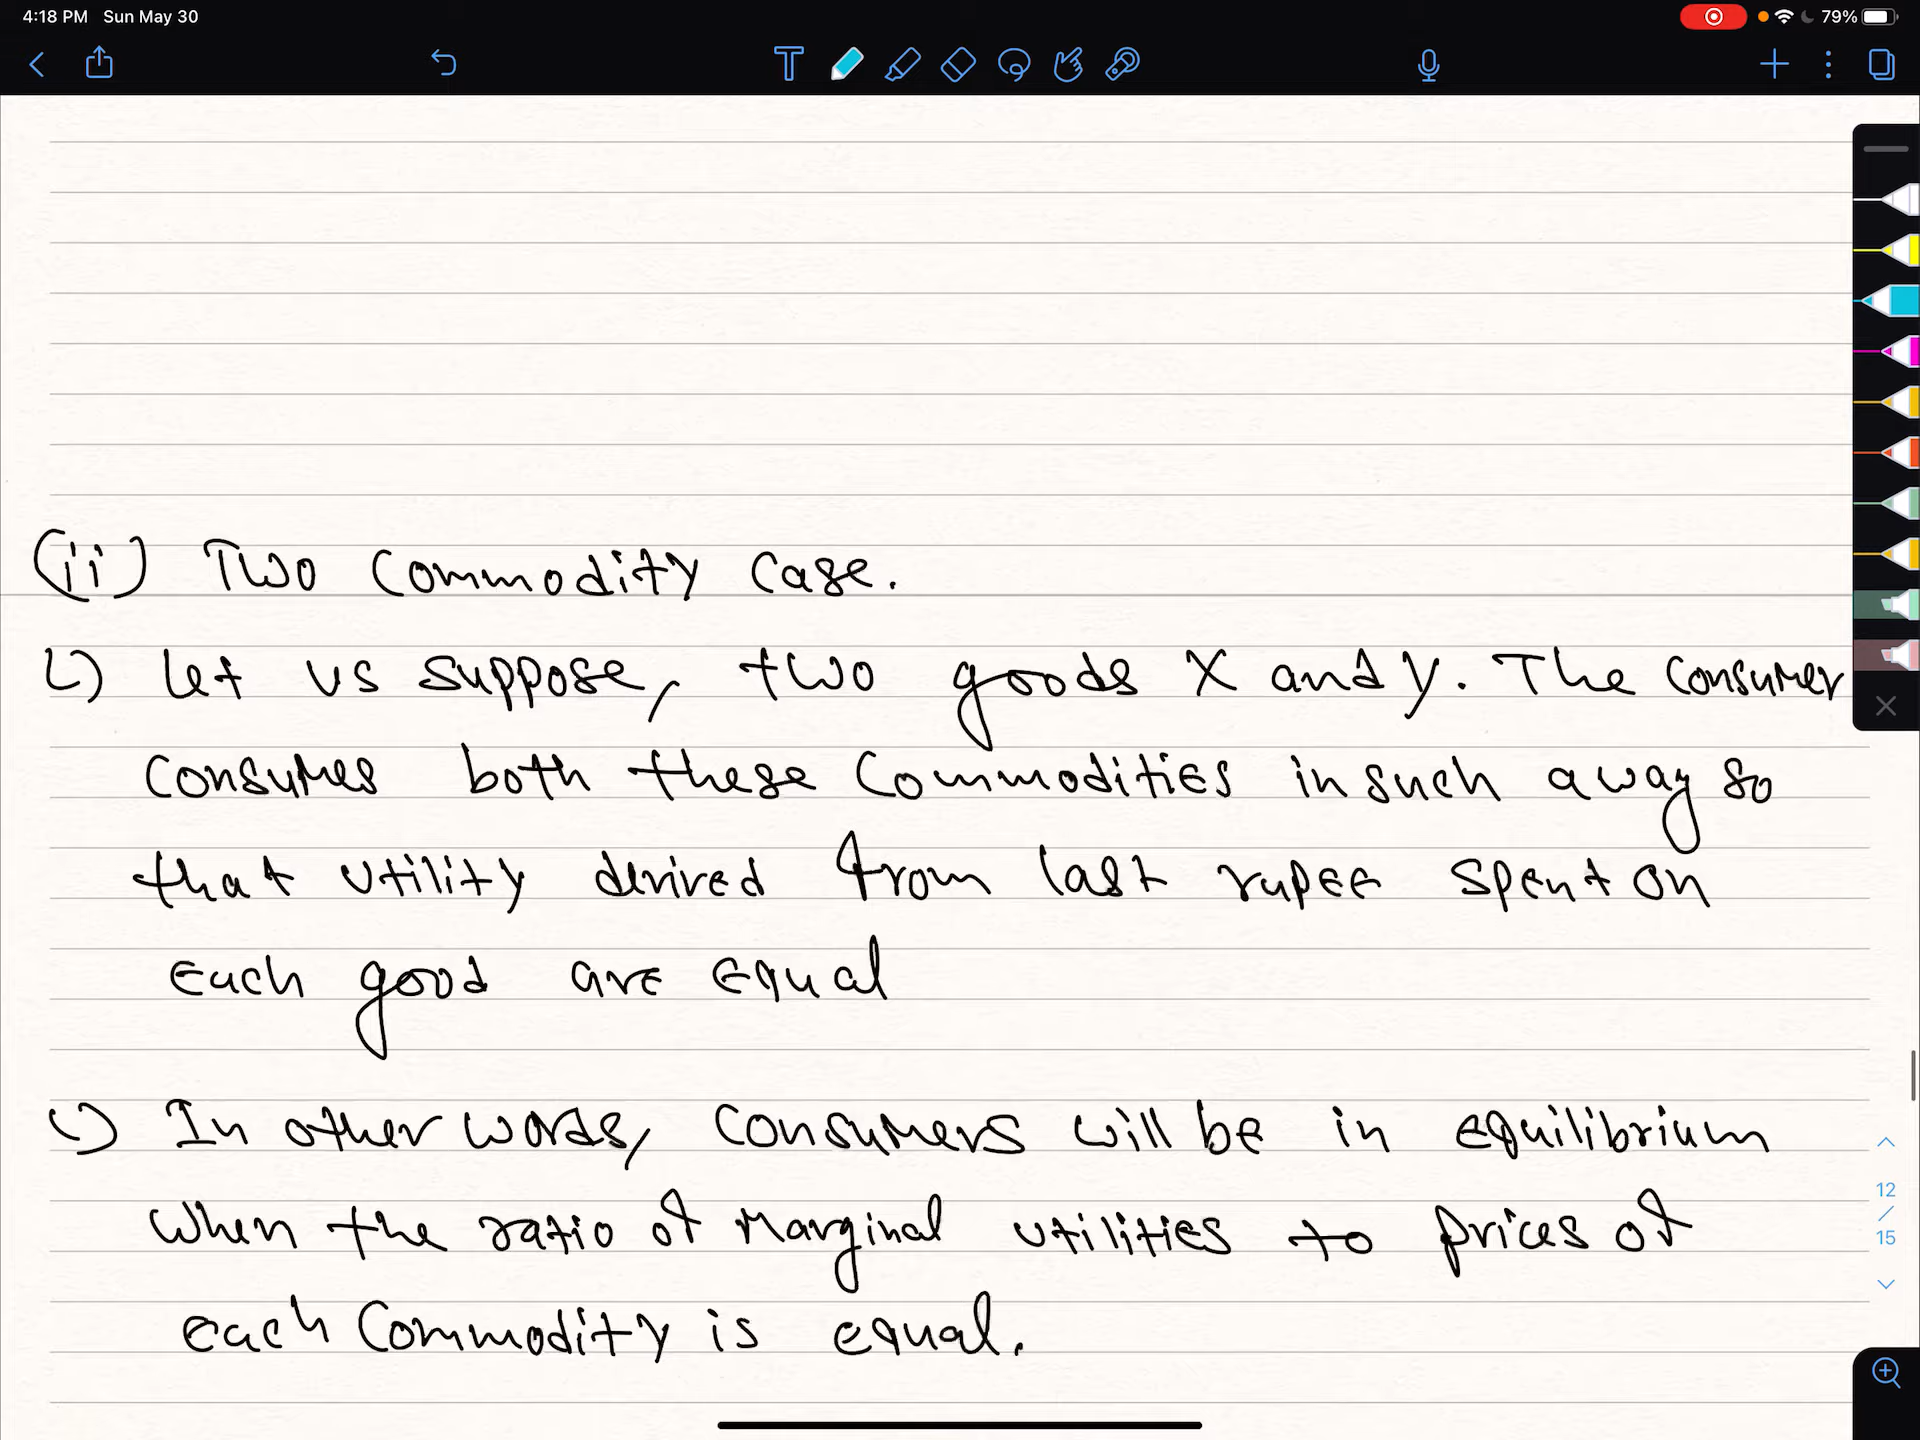 4:18 PM Sun May 30
79%
T
(ii) Two Commodity Case.
Let us suppose, two goods X and y. The Consumer
Consumes both these Commodities in such a way so
that utility derived from last rupee spent on
Each good are equal
In other words, Consumers will be in equilibrium
When the ratio of Marginal utilities to prices of
each Commodity is equal.
12
/
15